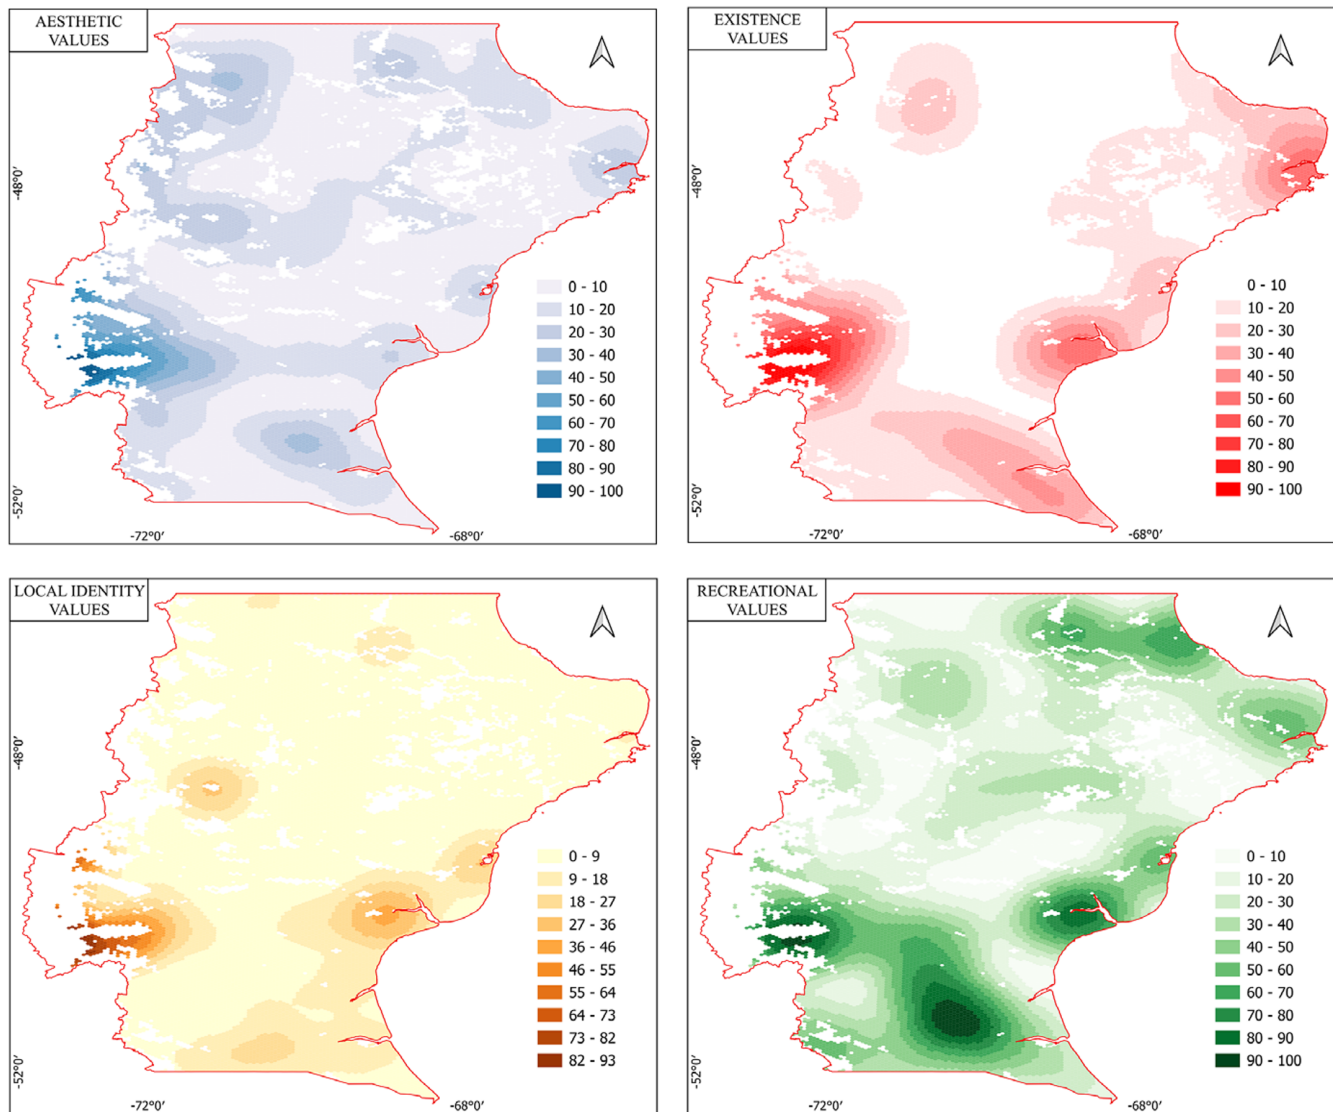 AESTHETIC
VALUES
-48°0′
-52°0′
-72°0′
-68°0′
0 - 10
10 - 20
20 - 30
30 - 40
40 - 50
50 - 60
60 - 70
70 - 80
80 - 90
90 - 100
EXISTENCE
VALUES
-48°0′
-52°0′
-72°0′
-68°0′
0 - 10
10 - 20
20 - 30
30 - 40
40 - 50
50 - 60
60 - 70
70 - 80
80 - 90
90 - 100
LOCAL IDENTITY
VALUES
-48°0′
-52°0′
-72°0′
-68°0′
0 - 9
9 - 18
18 - 27
27 - 36
36 - 46
46 - 55
55 - 64
64 - 73
73 - 82
82 - 93
RECREATIONAL
VALUES
-48°0′
-52°0′
-72°0′
-68°0′
0 - 10
10 - 20
20 - 30
30 - 40
40 - 50
50 - 60
60 - 70
70 - 80
80 - 90
90 - 100